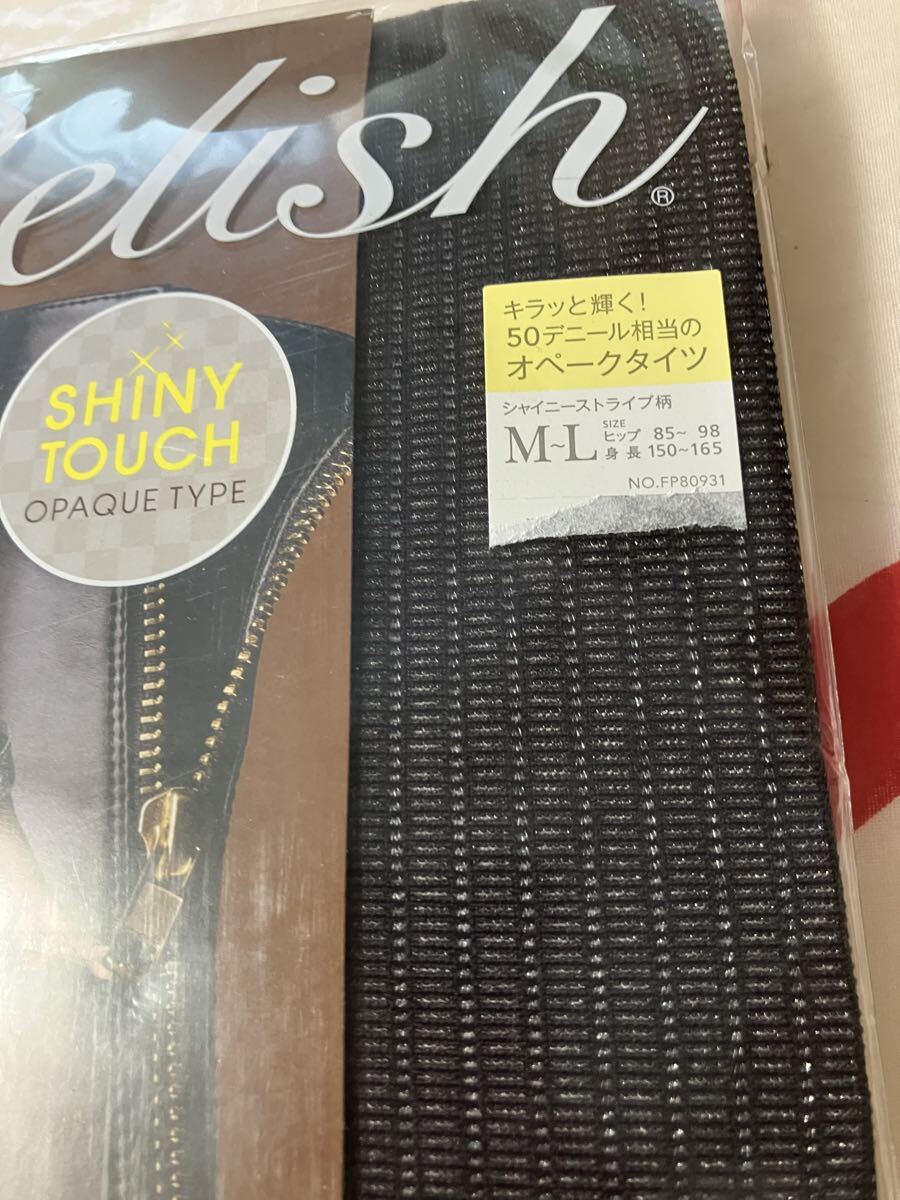 Relish®
SHINY
TOUCH
OPAQUE TYPE
キラッと輝く!
50デニール相当の
オペークタイツ
シャイニーストライプ柄
M~L SIZE
ヒップ 85~ 98
身長 150~165
NO.FP80931